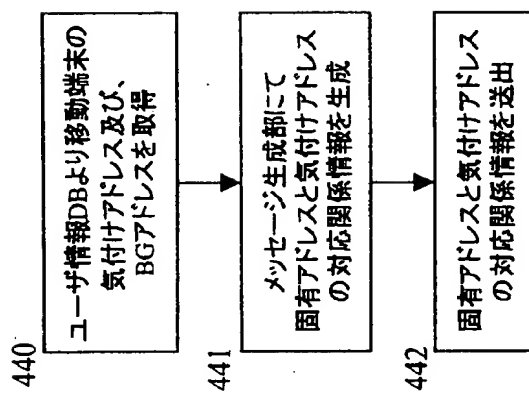 440
ユーザ情報DBより移動端末の
気付けアドレス及び、
BGアドレスを取得
441
メッセージ生成部にて
固有アドレスと気付けアドレス
の対応関係情報を生成
442
固有アドレスと気付けアドレス
の対応関係情報を送出